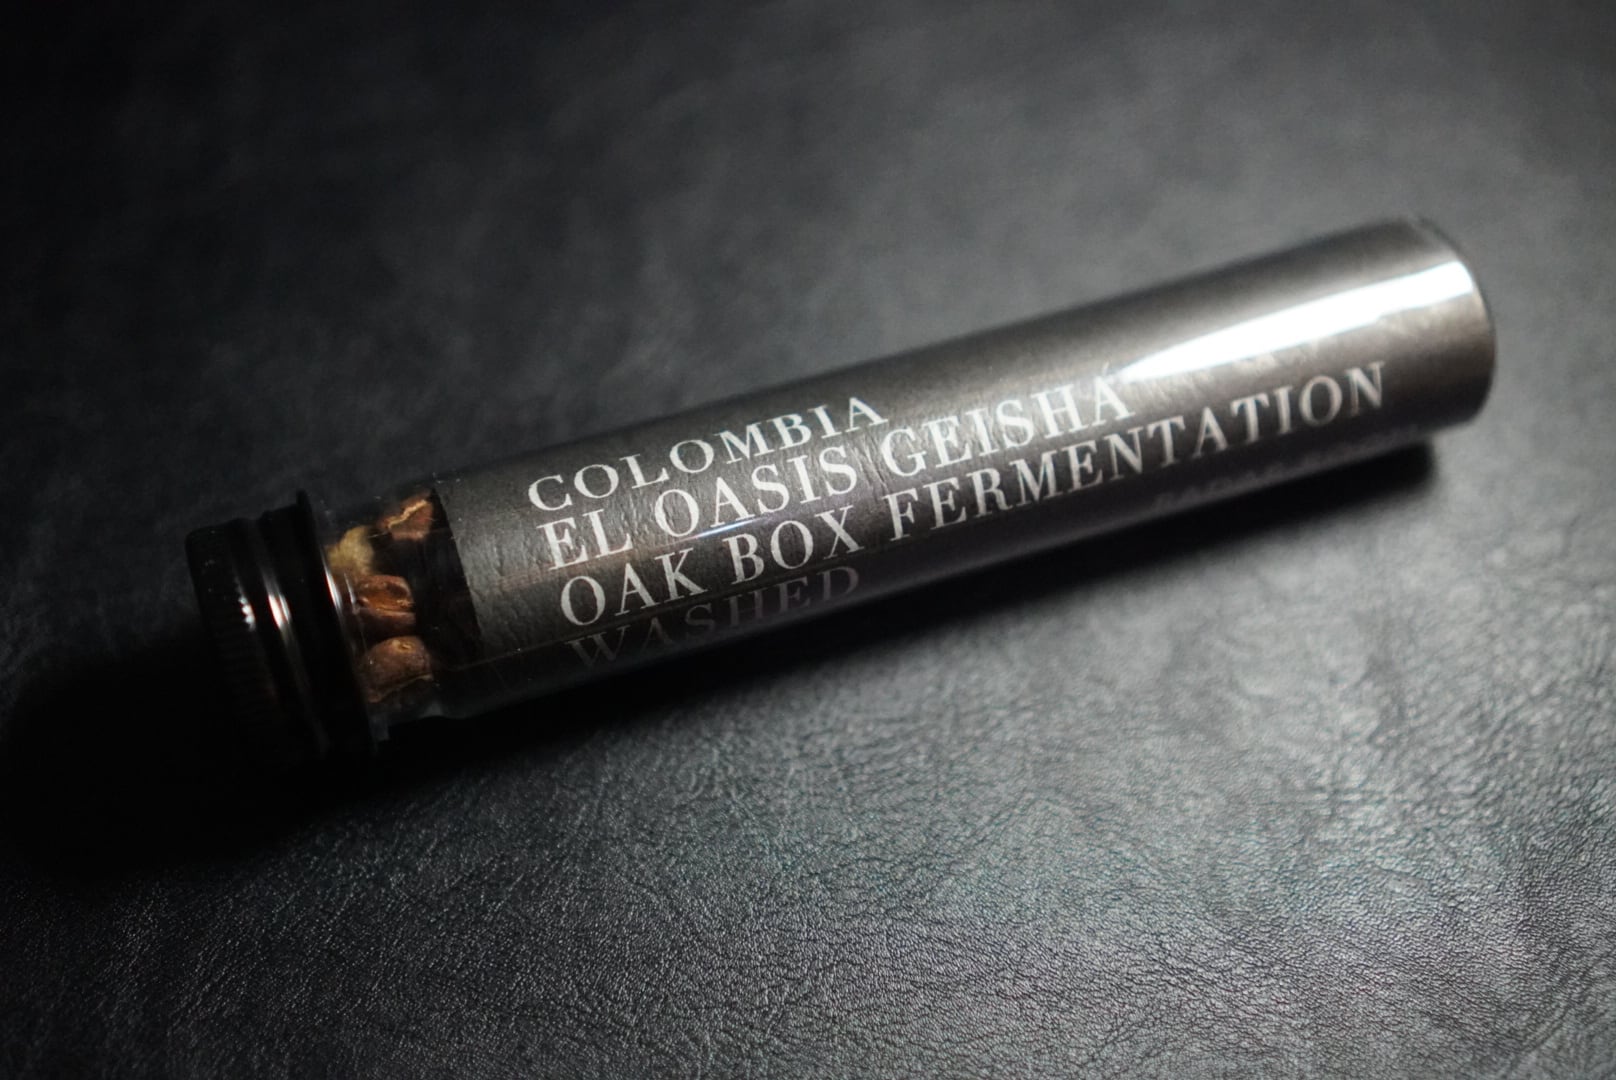 COLOMBIA
EL OASIS GEISHA
OAK BOX FERMENTATION
WASHED